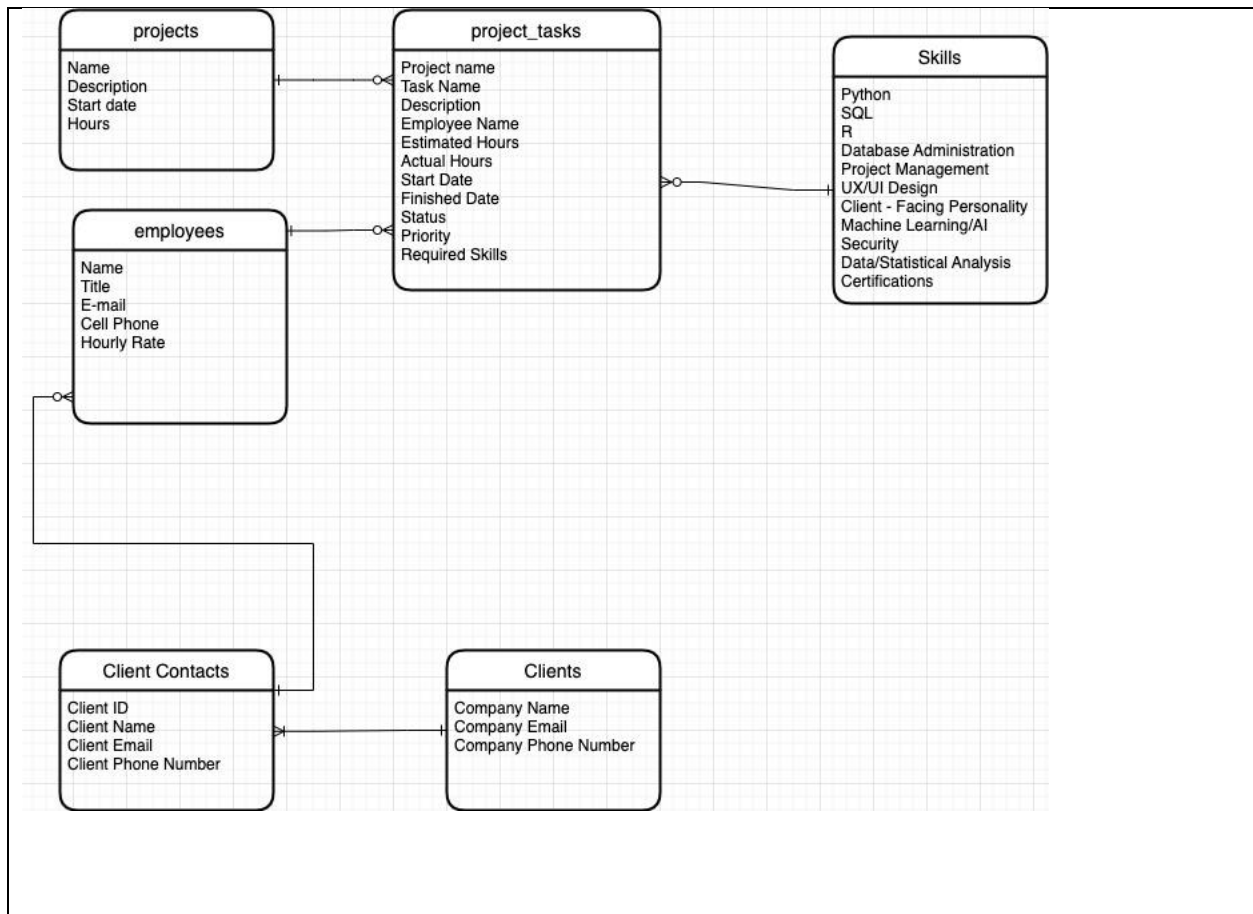 projects
Name
Description
Start date
Hours
project_tasks
Project name
Task Name
Description
Employee Name
Estimated Hours
Actual Hours
Start Date
Finished Date
Status
Priority
Required Skills
Skills
Python
SQL
R
Database Administration
Project Management
UX/UI Design
Client - Facing Personality
Machine Learning/AI
Security
Data/Statistical Analysis
Certifications
employees
Name
Title
E-mail
Cell Phone
Hourly Rate
Client Contacts
Client ID
Client Name
Client Email
Client Phone Number
Clients
Company Name
Company Email
Company Phone Number